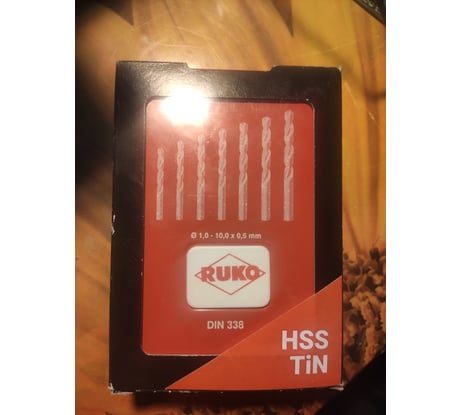 Ø 1,0 - 10,0 x 0,5 mm
RUKO
DIN 338
HSS
TiN